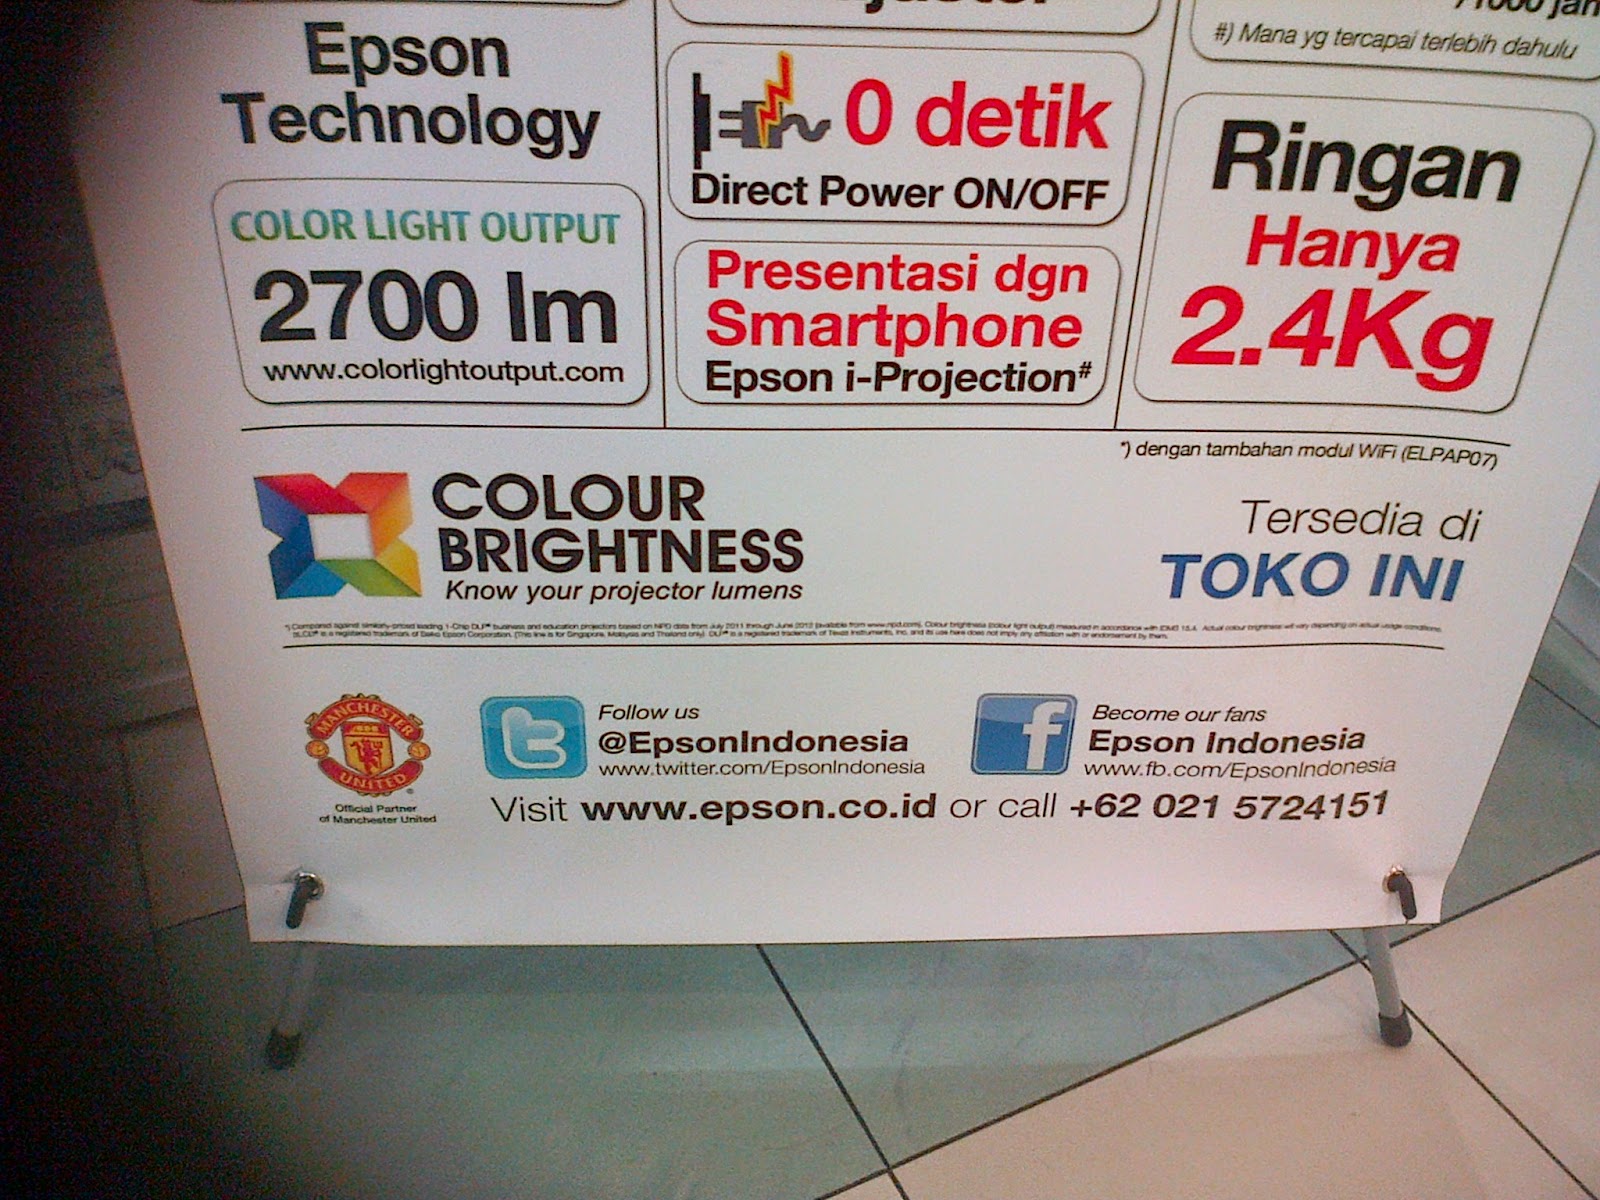 Epson
Technology
COLOR LIGHT OUTPUT
2700 lm
www.colorlightoutput.com
0 detik
Direct Power ON/OFF
Presentasi dgn
Smartphone
Epson i-Projection#
#) Mana yg tercapai terlebih dahulu
Ringan
Hanya
2.4Kg
*) dengan tambahan modul WiFi (ELPAP07)
COLOUR
BRIGHTNESS
Know your projector lumens
Tersedia di
TOKO INI
MANCHESTER
UNITED
Official Partner
of Manchester United
Follow us
@EpsonIndonesia
www.twitter.com/EpsonIndonesia
Become our fans
Epson Indonesia
www.fb.com/EpsonIndonesia
Visit www.epson.co.id or call +62 021 5724151